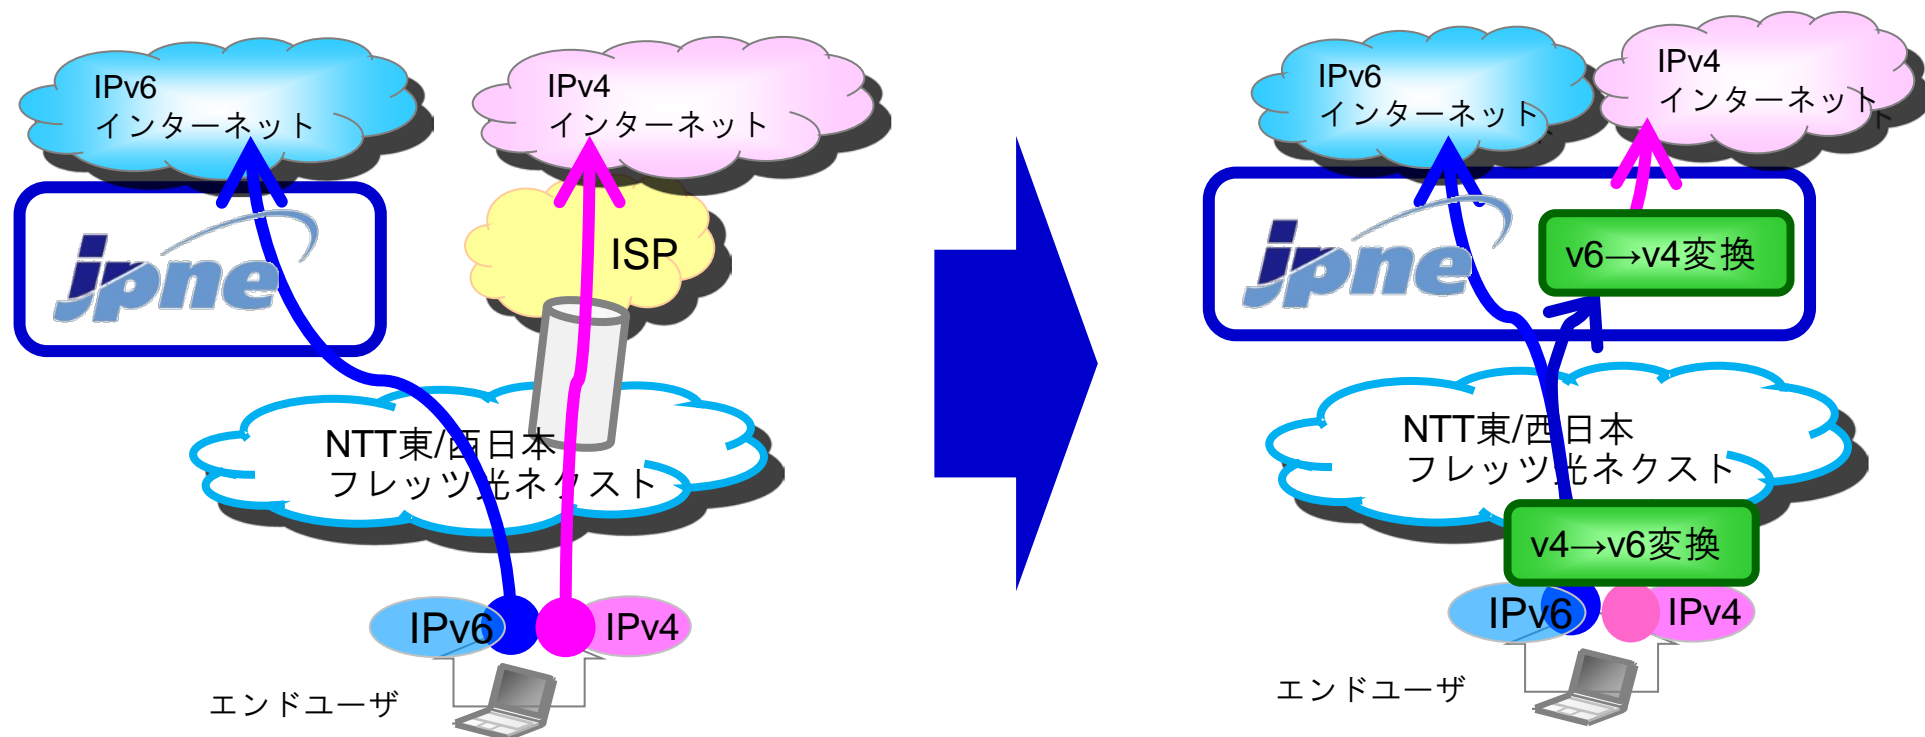 IPv6
インターネット
IPv4
インターネット
jpne
ISP
NTT東/西日本
フレッツ光ネクスト
IPv6
IPv4
エンドユーザ
IPv6
インターネット
IPv4
インターネット
jpne
v6→v4変換
NTT東/西日本
フレッツ光ネクスト
v4→v6変換
IPv6
IPv4
エンドユーザ